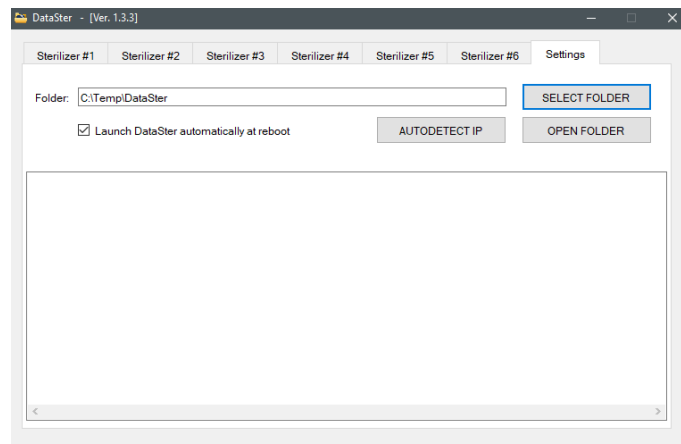 DataSter - [Ver. 1.3.3]
Sterilizer #1 Sterilizer #2 Sterilizer #3 Sterilizer #4 Sterilizer #5 Sterilizer #6 Settings
Folder: C:\Temp\DataSter SELECT FOLDER
Launch DataSter automatically at reboot AUTODETECT IP OPEN FOLDER